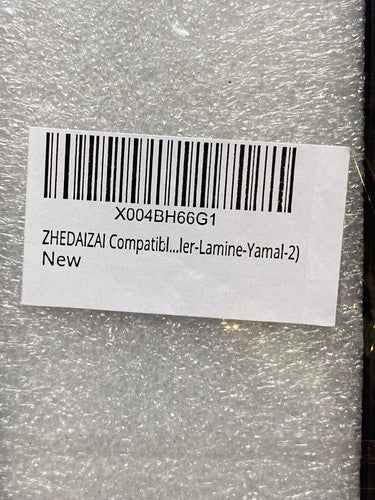 X004BH66G1
ZHEDAIZAI Compatibl...ler-Lamine-Yamal-2)
New